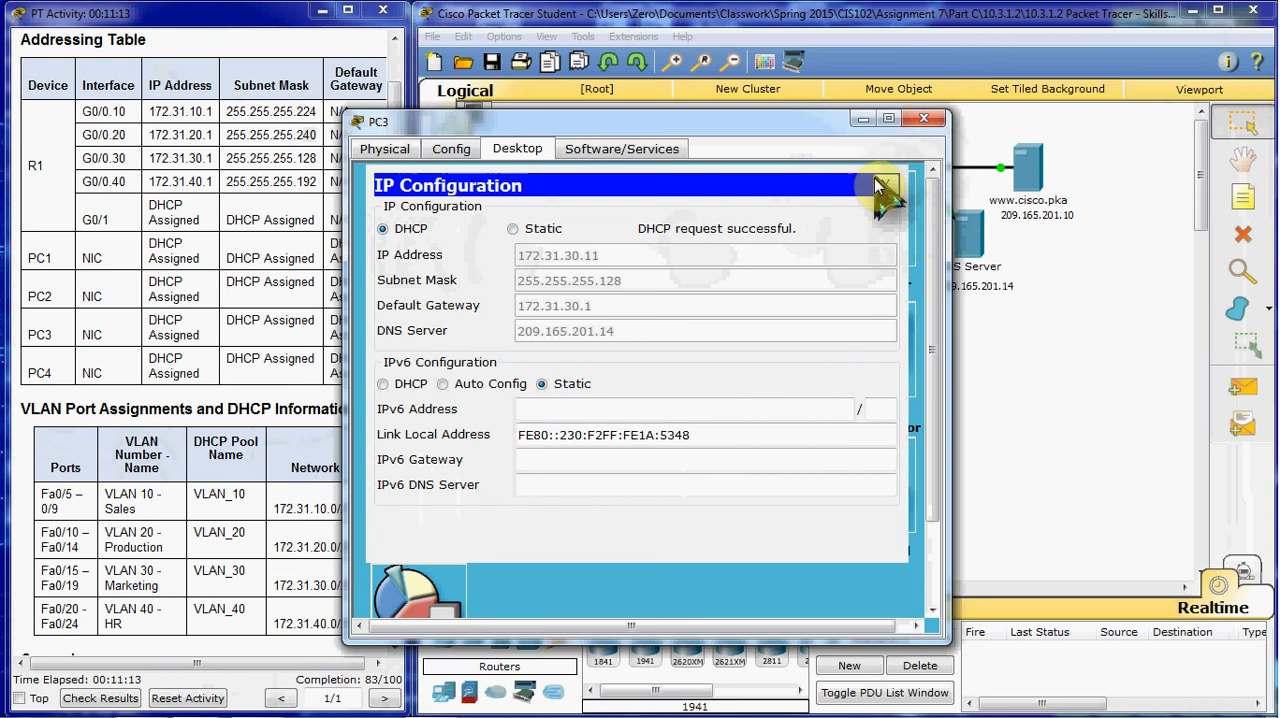 PT Activity: 00:11:13
Addressing Table
Device Interface IP Address Subnet Mask Default Gateway
R1
G0/0.10 172.31.10.1 255.255.255.224
G0/0.20 172.31.20.1 255.255.255.240
G0/0.30 172.31.30.1 255.255.255.128
G0/0.40 172.31.40.1 255.255.255.192
G0/1 DHCP Assigned DHCP Assigned
PC1 NIC DHCP Assigned DHCP Assigned
PC2 NIC DHCP Assigned DHCP Assigned
PC3 NIC DHCP Assigned DHCP Assigned
PC4 NIC DHCP Assigned DHCP Assigned
VLAN Port Assignments and DHCP Informati
Ports VLAN Number - Name DHCP Pool Name Network
Fa0/5 – 0/9 VLAN 10 - Sales VLAN_10 172.31.10.0/
Fa0/10 – Fa0/14 VLAN 20 - Production VLAN_20 172.31.20.0/
Fa0/15 – Fa0/19 VLAN 30 - Marketing VLAN_30 172.31.30.0/
Fa0/20 - Fa0/24 VLAN 40 - HR VLAN_40 172.31.40.0/
Time Elapsed: 00:11:13 Completion: 83/100
Top Check Results Reset Activity < 1/1 >
Cisco Packet Tracer Student - C:\Users\Zero\Documents\Classwork\Spring 2015\CIS102\Assignment 7\Part C\10.3.1.2\10.3.1.2 Packet Tracer - Skills...
File Edit Options View Tools Extensions Help
Logical [Root] New Cluster Move Object Set Tiled Background Viewport
PC3
Physical Config Desktop Software/Services
IP Configuration
IP Configuration
DHCP Static DHCP request successful.
IP Address 172.31.30.11
Subnet Mask 255.255.255.128
Default Gateway 172.31.30.1
DNS Server 209.165.201.14
IPv6 Configuration
DHCP Auto Config Static
IPv6 Address /
Link Local Address FE80::230:F2FF:FE1A:5348
IPv6 Gateway
IPv6 DNS Server
www.cisco.pka
209.165.201.10
S Server
9.165.201.14
Realtime
Routers
1841 1941 2620XM 2621XM 2811
1941
New Delete
Toggle PDU List Window
Fire Last Status Source Destination Type